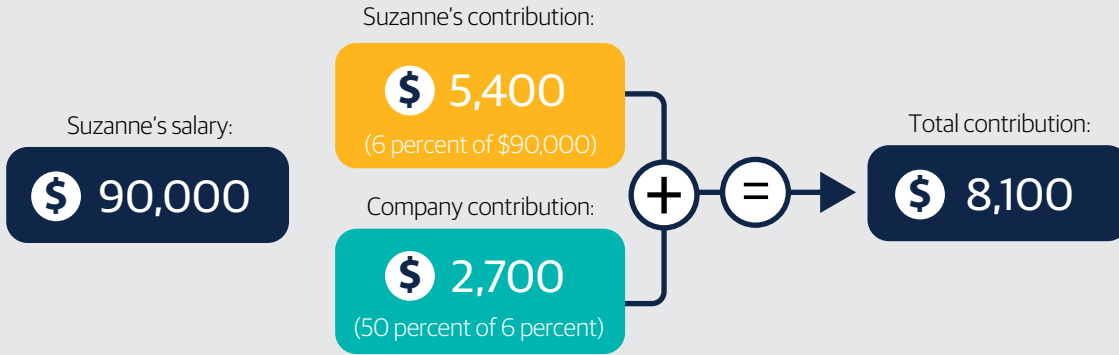 Suzanne's salary:
$ 90,000
Suzanne’s contribution:
$ 5,400
(6 percent of $90,000)
Company contribution:
$ 2,700
(50 percent of 6 percent)
+
=
Total contribution:
$ 8,100